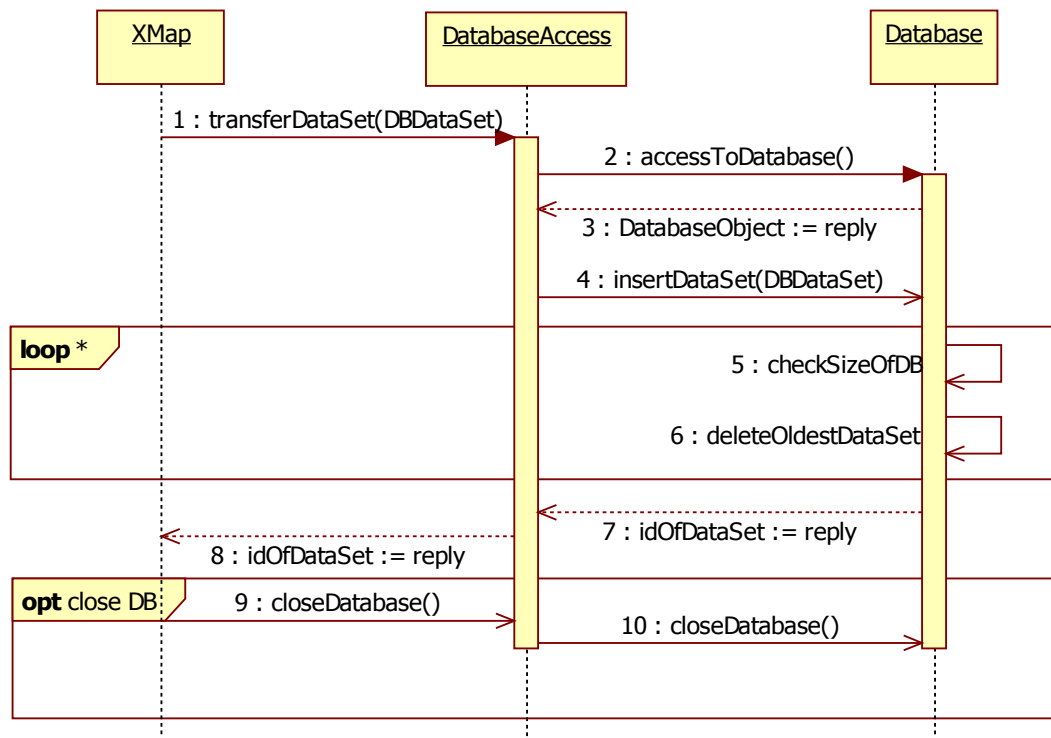 XMap
DatabaseAccess
Database
1 : transferDataSet(DBDataSet)
2 : accessToDatabase()
3 : DatabaseObject := reply
4 : insertDataSet(DBDataSet)
loop *
5 : checkSizeOfDB
6 : deleteOldestDataSet
7 : idOfDataSet := reply
8 : idOfDataSet := reply
opt close DB
9 : closeDatabase()
10 : closeDatabase()